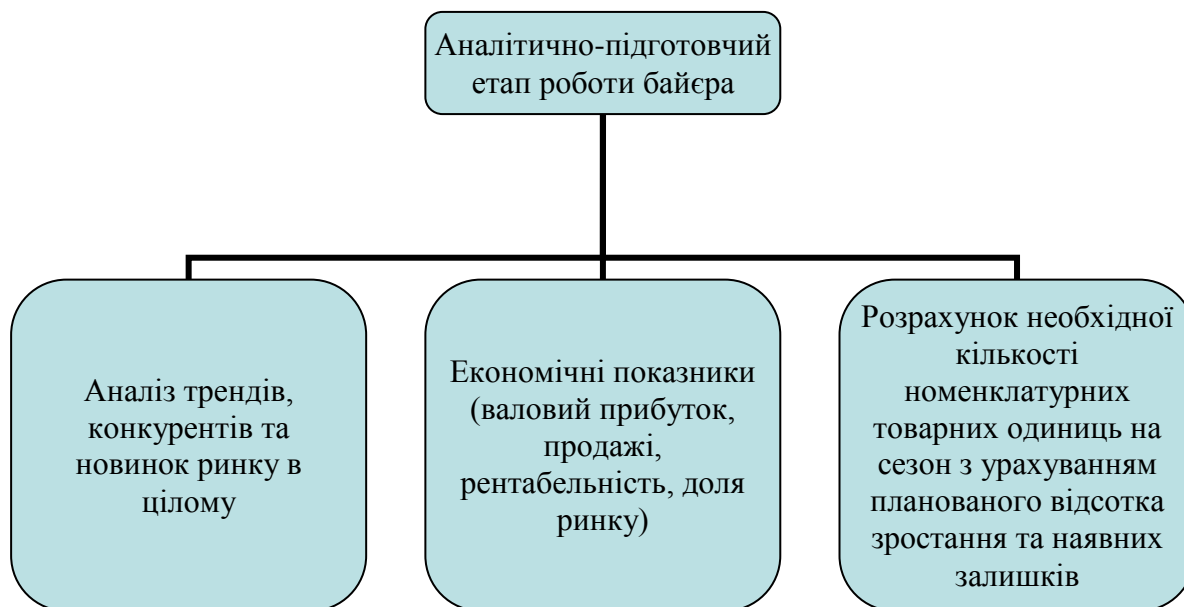 Аналітично-підготовчий
етап роботи байєра
Аналіз трендів,
конкурентів та
новинок ринку в
цілому
Економічні показники
(валовий прибуток,
продажі,
рентабельність, доля
ринку)
Розрахунок необхідної
кількості
номенклатурних
товарних одиниць на
сезон з урахуванням
планованого відсотка
зростання та наявних
залишків